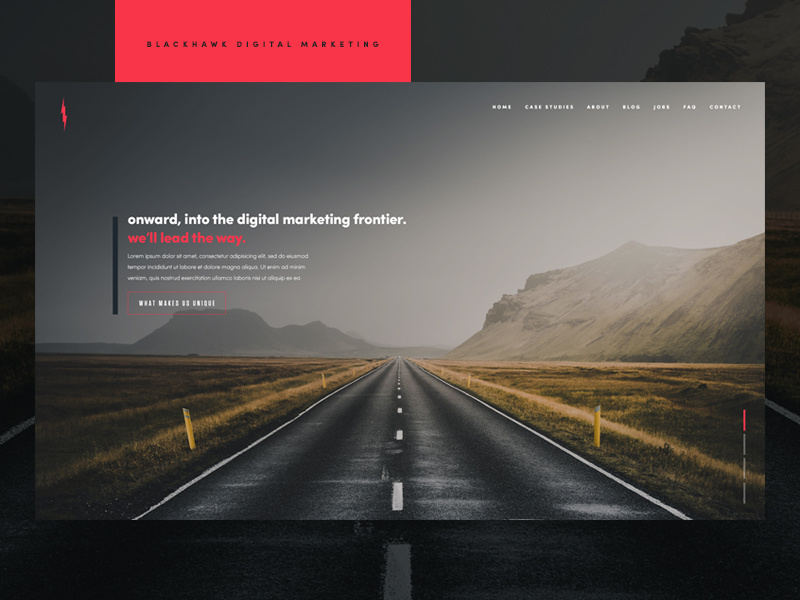 BLACKHAWK DIGITAL MARKETING
HOME CASE STUDIES ABOUT BLOG JOBS FAQ CONTACT
onward, into the digital marketing frontier.
we'll lead the way.
Lorem ipsum dolor sit amet, consectetur adipisicing elit, sed do eiusmod
tempor incididunt ut labore et dolore magna aliqua. Ut enim ad minim
veniam, quis nostrud exercitation ullamco laboris nisi ut aliquip ex ea
WHAT MAKES US UNIQUE